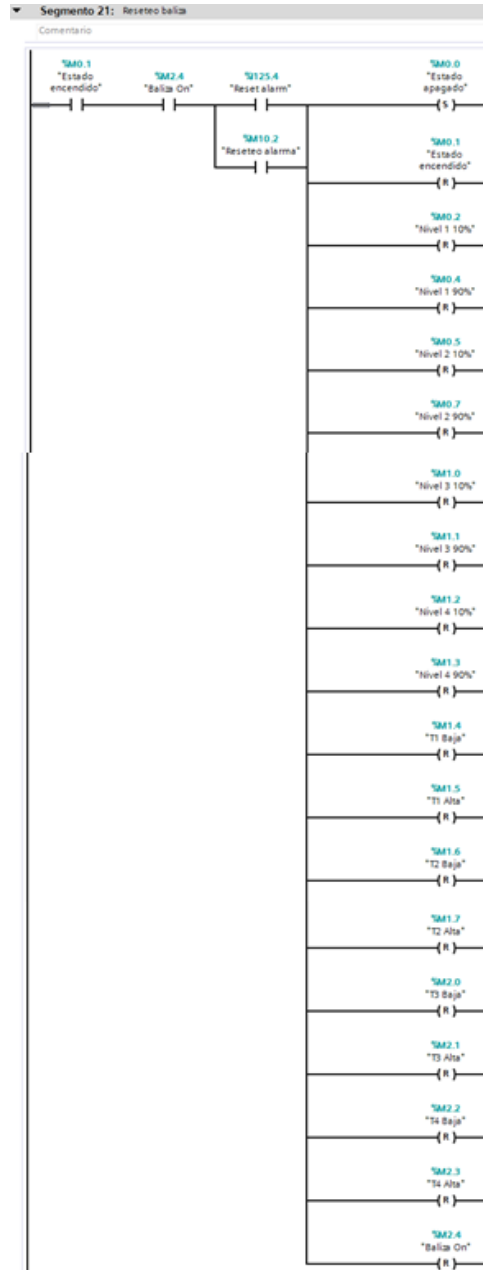 Segmento 21: Reseteo baliza
Comentario
%M0.1
"Estado
encendido"
%M2.4
"Baliza On"
%I125.4
"Reset alarm"
%M0.0
"Estado
apagado"
S
%M10.2
"Reseteo alarma"
%M0.1
"Estado
encendido"
R
%M0.2
"Nivel 1 10%"
R
%M0.4
"Nivel 1 90%"
R
%M0.5
"Nivel 2 10%"
R
%M0.7
"Nivel 2 90%"
R
%M1.0
"Nivel 3 10%"
R
%M1.1
"Nivel 3 90%"
R
%M1.2
"Nivel 4 10%"
R
%M1.3
"Nivel 4 90%"
R
%M1.4
"T1 Baja"
R
%M1.5
"T1 Alta"
R
%M1.6
"T2 Baja"
R
%M1.7
"T2 Alta"
R
%M2.0
"T3 Baja"
R
%M2.1
"T3 Alta"
R
%M2.2
"T4 Baja"
R
%M2.3
"T4 Alta"
R
%M2.4
"Baliza On"
R